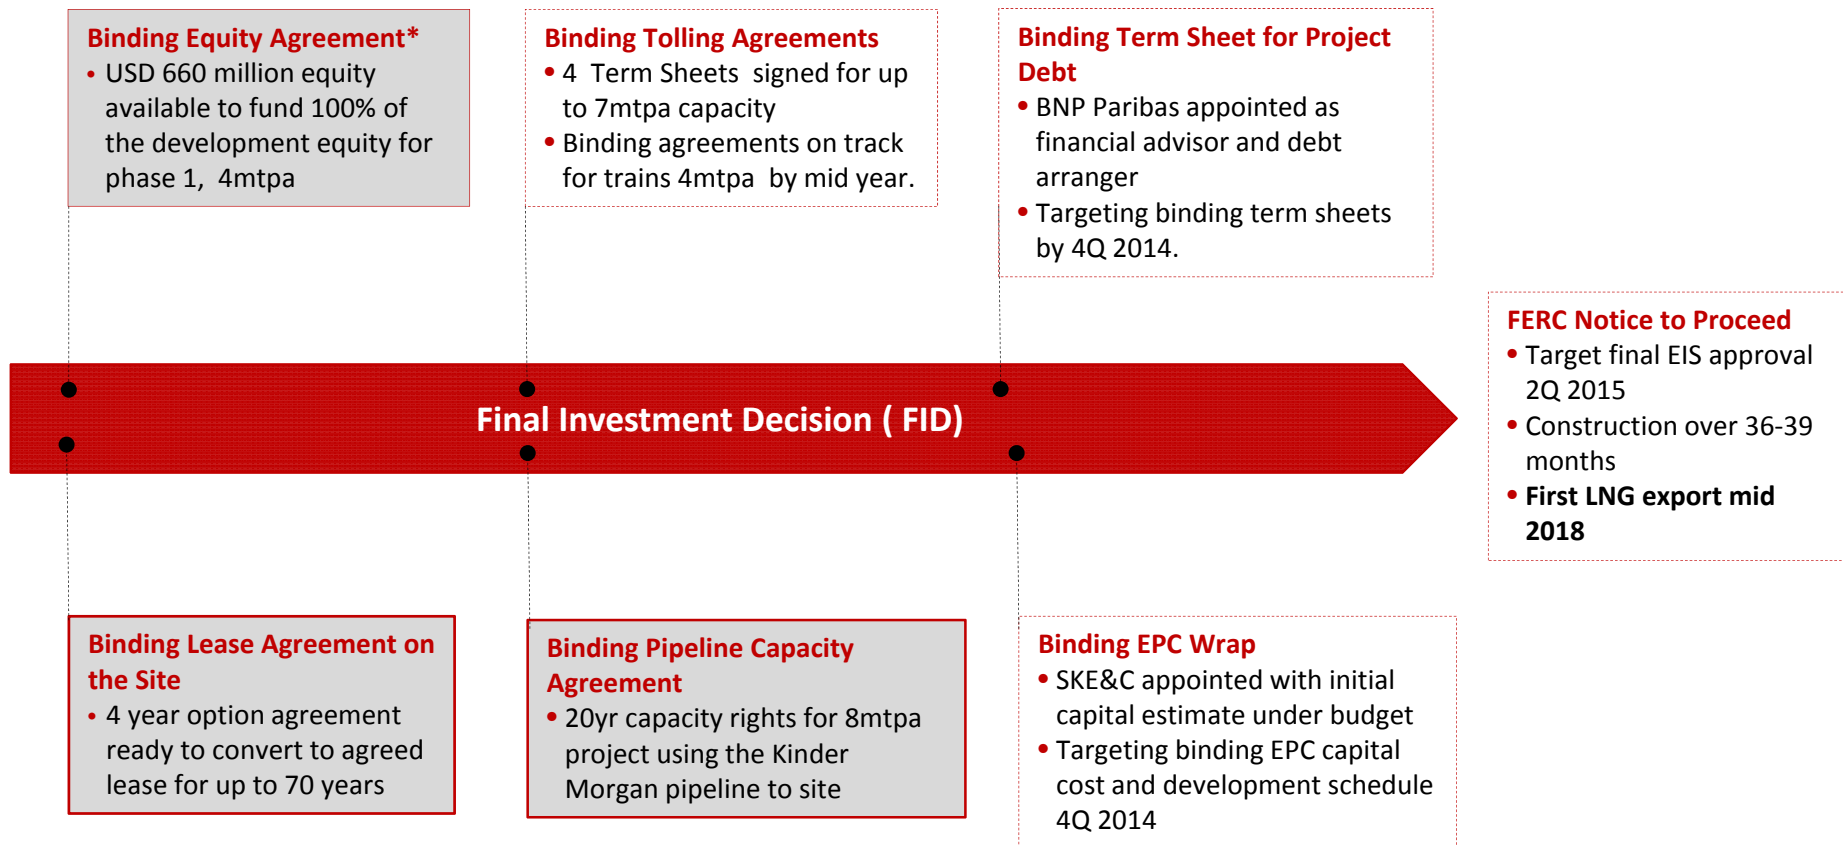 Binding Equity Agreement*
• USD 660 million equity
available to fund 100% of
the development equity for
phase 1, 4mtpa
Binding Tolling Agreements
• 4 Term Sheets signed for up
to 7mtpa capacity
• Binding agreements on track
for trains 4mtpa by mid year.
Binding Term Sheet for Project
Debt
• BNP Paribas appointed as
financial advisor and debt
arranger
• Targeting binding term sheets
by 4Q 2014.
FERC Notice to Proceed
• Target final EIS approval
2Q 2015
• Construction over 36-39
months
• First LNG export mid
2018
Final Investment Decision ( FID)
Binding Lease Agreement on
the Site
• 4 year option agreement
ready to convert to agreed
lease for up to 70 years
Binding Pipeline Capacity
Agreement
• 20yr capacity rights for 8mtpa
project using the Kinder
Morgan pipeline to site
Binding EPC Wrap
• SKE&C appointed with initial
capital estimate under budget
• Targeting binding EPC capital
cost and development schedule
4Q 2014